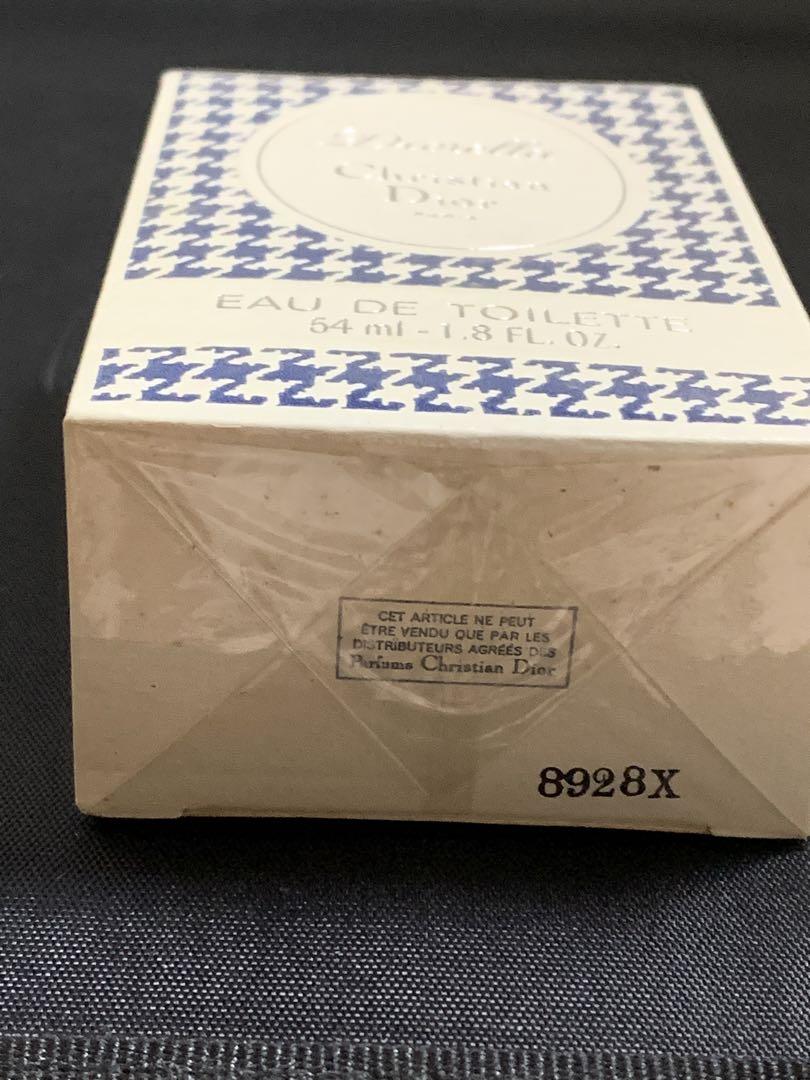 Diorella
Christian
Dior
PARIS
EAU DE TOILETTE
54 ml - 1.8 FL. OZ.
CET ARTICLE NE PEUT
ÊTRE VENDU QUE PAR LES
DISTRIBUTEURS AGRÉÉS DES
Parfums Christian Dior
8928X